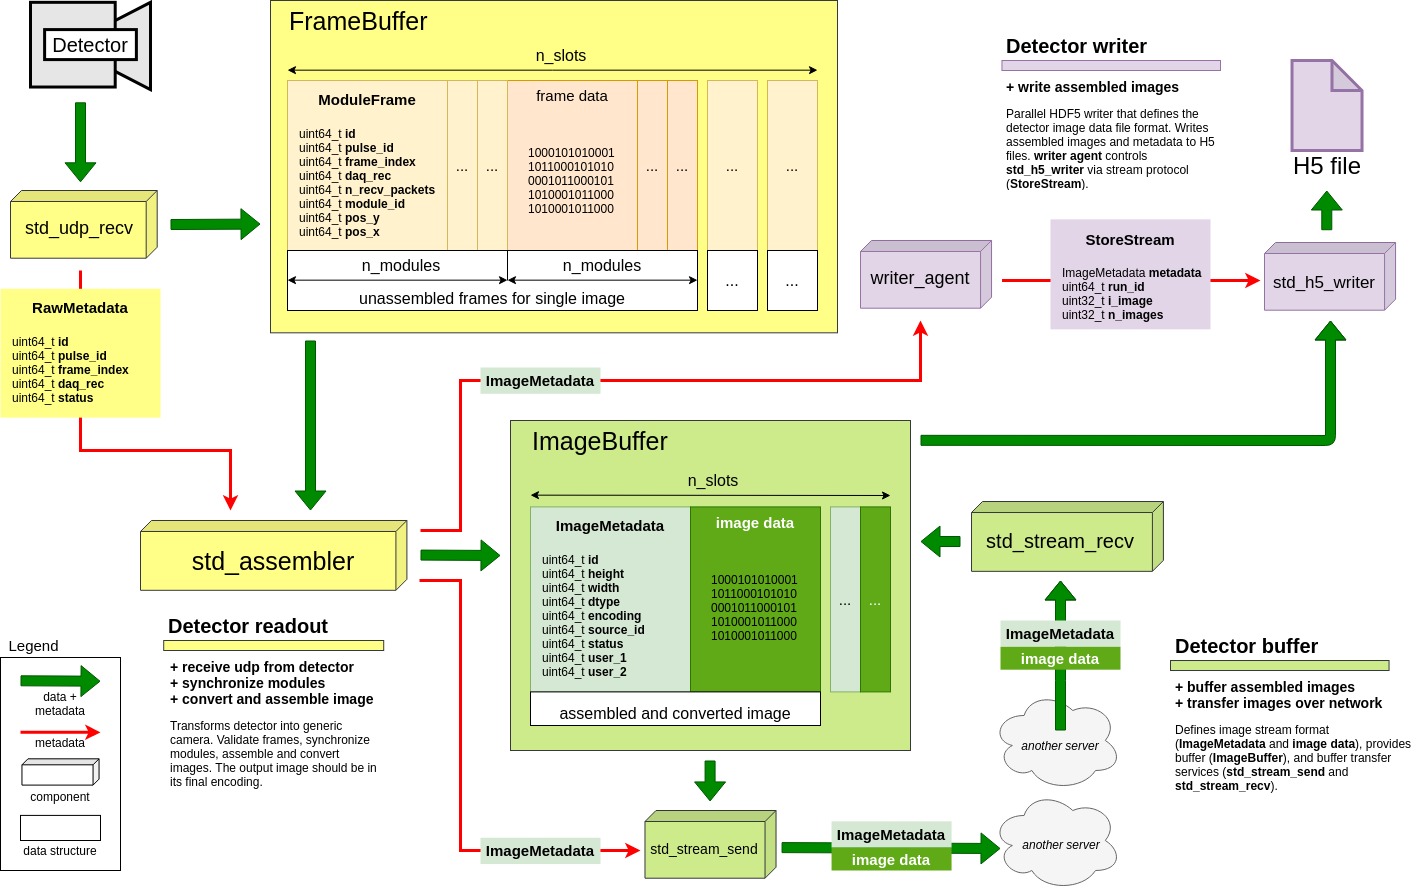 Detector
std_udp_recv
RawMetadata
uint64_t id
uint64_t pulse_id
uint64_t frame_index
uint64_t daq_rec
uint64_t status
FrameBuffer
n_slots
ModuleFrame
uint64_t id
uint64_t pulse_id
uint64_t frame_index
uint64_t daq_rec
uint64_t n_recv_packets
uint64_t module_id
uint64_t pos_y
uint64_t pos_x
... ...
frame data
1000101010001
1011000101010
0001011000101
1010001011000
1010001011000
... ...
... ...
n_modules n_modules
unassembled frames for single image
... ...
Detector writer
+ write assembled images
Parallel HDF5 writer that defines the
detector image data file format. Writes
assembled images and metadata to H5
files. writer agent controls
std_h5_writer via stream protocol
(StoreStream).
H5 file
writer_agent
StoreStream
ImageMetadata metadata
uint64_t run_id
uint32_t i_image
uint32_t n_images
std_h5_writer
ImageMetadata
ImageBuffer
n_slots
ImageMetadata
uint64_t id
uint64_t height
uint64_t width
uint64_t dtype
uint64_t encoding
uint64_t source_id
uint64_t status
uint64_t user_1
uint64_t user_2
image data
1000101010001
1011000101010
0001011000101
1010001011000
1010001011000
... ...
assembled and converted image
std_assembler
Detector readout
+ receive udp from detector
+ synchronize modules
+ convert and assemble image
Transforms detector into generic
camera. Validate frames, synchronize
modules, assemble and convert
images. The output image should be in
its final encoding.
Legend
data +
metadata
metadata
component
data structure
std_stream_recv
ImageMetadata
image data
another server
Detector buffer
+ buffer assembled images
+ transfer images over network
Defines image stream format
(ImageMetadata and image data), provides
buffer (ImageBuffer), and buffer transfer
services (std_stream_send and
std_stream_recv).
ImageMetadata
std_stream_send
ImageMetadata
image data
another server